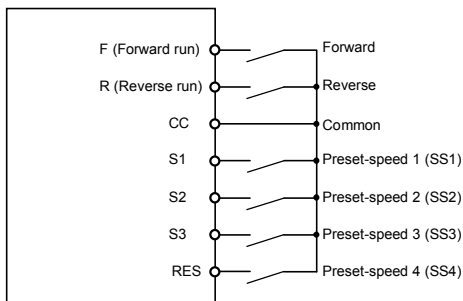 F (Forward run) Forward
R (Reverse run) Reverse
CC Common
S1 Preset-speed 1 (SS1)
S2 Preset-speed 2 (SS2)
S3 Preset-speed 3 (SS3)
RES Preset-speed 4 (SS4)